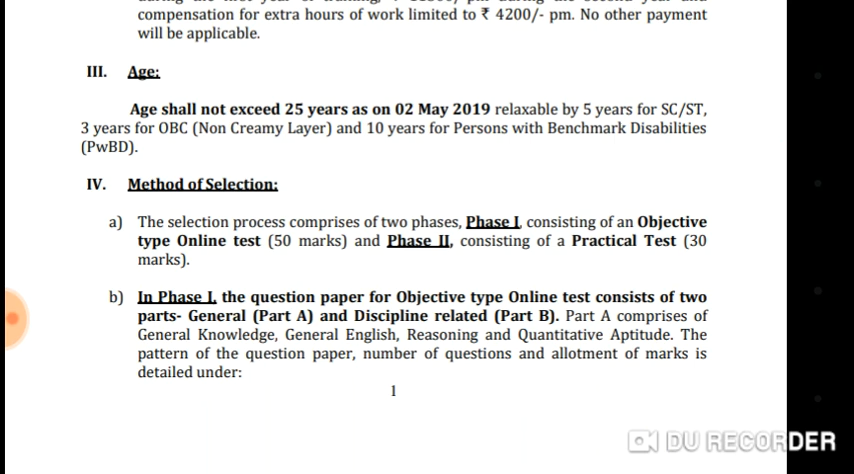 compensation for extra hours of work limited to ₹ 4200/- pm. No other payment
will be applicable.
III. Age:
Age shall not exceed 25 years as on 02 May 2019 relaxable by 5 years for SC/ST,
3 years for OBC (Non Creamy Layer) and 10 years for Persons with Benchmark Disabilities
(PwBD).
IV. Method of Selection:
a) The selection process comprises of two phases, Phase I, consisting of an Objective
type Online test (50 marks) and Phase II, consisting of a Practical Test (30
marks).
b) In Phase I, the question paper for Objective type Online test consists of two
parts- General (Part A) and Discipline related (Part B). Part A comprises of
General Knowledge, General English, Reasoning and Quantitative Aptitude. The
pattern of the question paper, number of questions and allotment of marks is
detailed under:
1
DU RECORDER